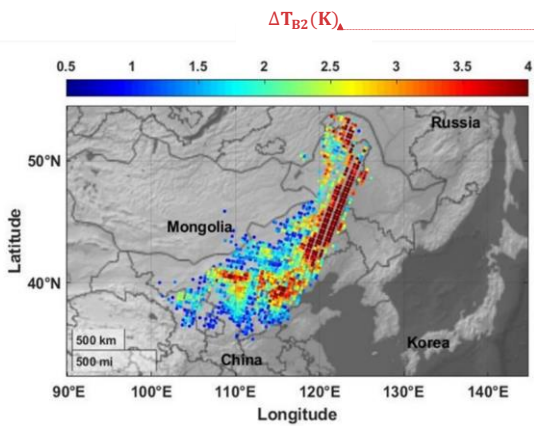 ΔT_B2(K)
0.5 1 1.5 2 2.5 3 3.5 4
Russia
50°N
Mongolia
Latitude
40°N
500 km
500 mi
China
Korea
90°E 100°E 110°E 120°E 130°E 140°E
Longitude